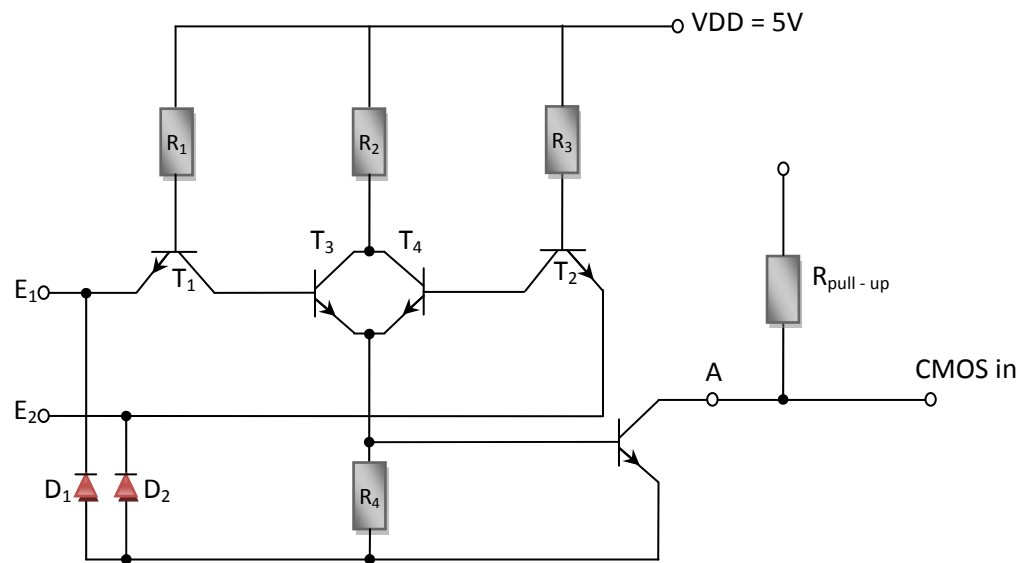 VDD = 5V
R₁
R₂
R₃
T₃
T₄
T₁
T₂
E₁
Rpull - up
A
CMOS in
E₂
D₁
D₂
R₄